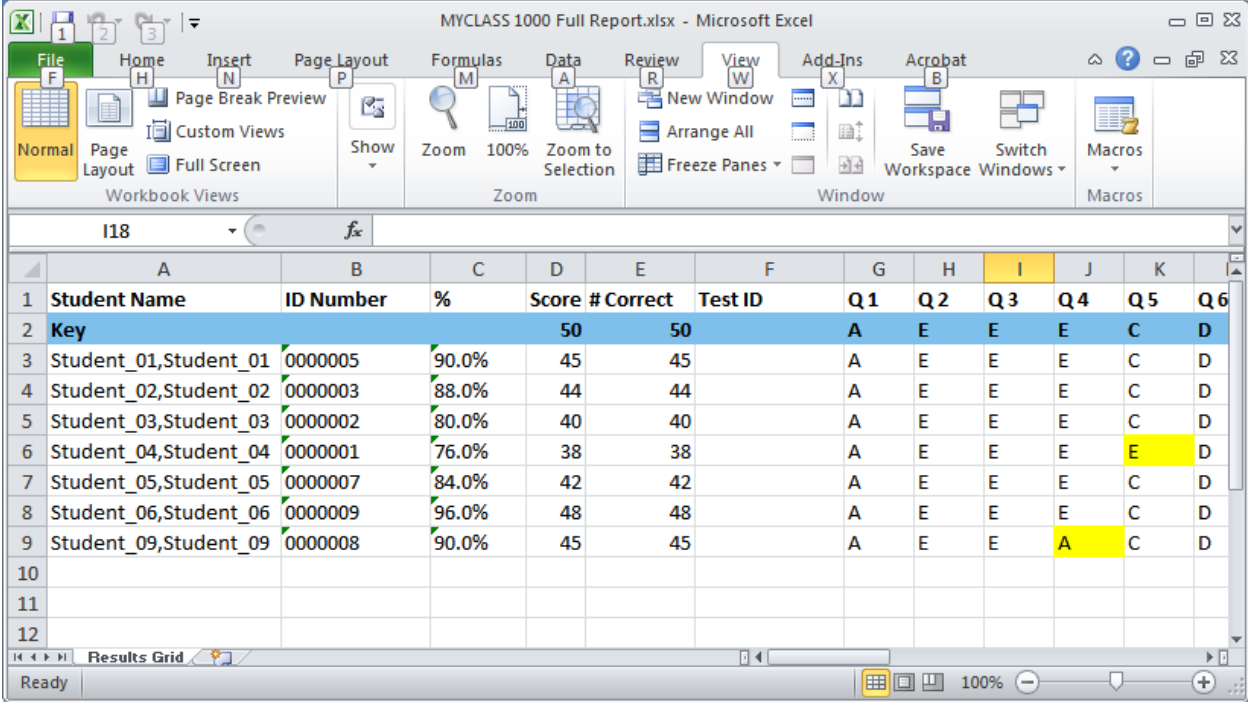 MYCLASS 1000 Full Report.xlsx - Microsoft Excel
1 2 3
File Home Insert Page Layout Formulas Data Review View Add-Ins Acrobat
F H N P M A R W X B
Normal
Page Layout
Page Break Preview
Custom Views
Full Screen
Workbook Views
Show
Zoom
100
100%
Zoom to Selection
Zoom
New Window
Arrange All
Freeze Panes
Save Workspace
Switch Windows
Window
Macros
Macros
I18 fx
A B C D E F G H I J K
1 Student Name ID Number % Score # Correct Test ID Q 1 Q 2 Q 3 Q 4 Q 5 Q 6
2 Key 50 50 A E E E C D
3 Student_01,Student_01 0000005 90.0% 45 45 A E E E C D
4 Student_02,Student_02 0000003 88.0% 44 44 A E E E C D
5 Student_03,Student_03 0000002 80.0% 40 40 A E E E C D
6 Student_04,Student_04 0000001 76.0% 38 38 A E E E E D
7 Student_05,Student_05 0000007 84.0% 42 42 A E E E C D
8 Student_06,Student_06 0000009 96.0% 48 48 A E E E C D
9 Student_09,Student_09 0000008 90.0% 45 45 A E E A C D
10
11
12
Results Grid
Ready 100%